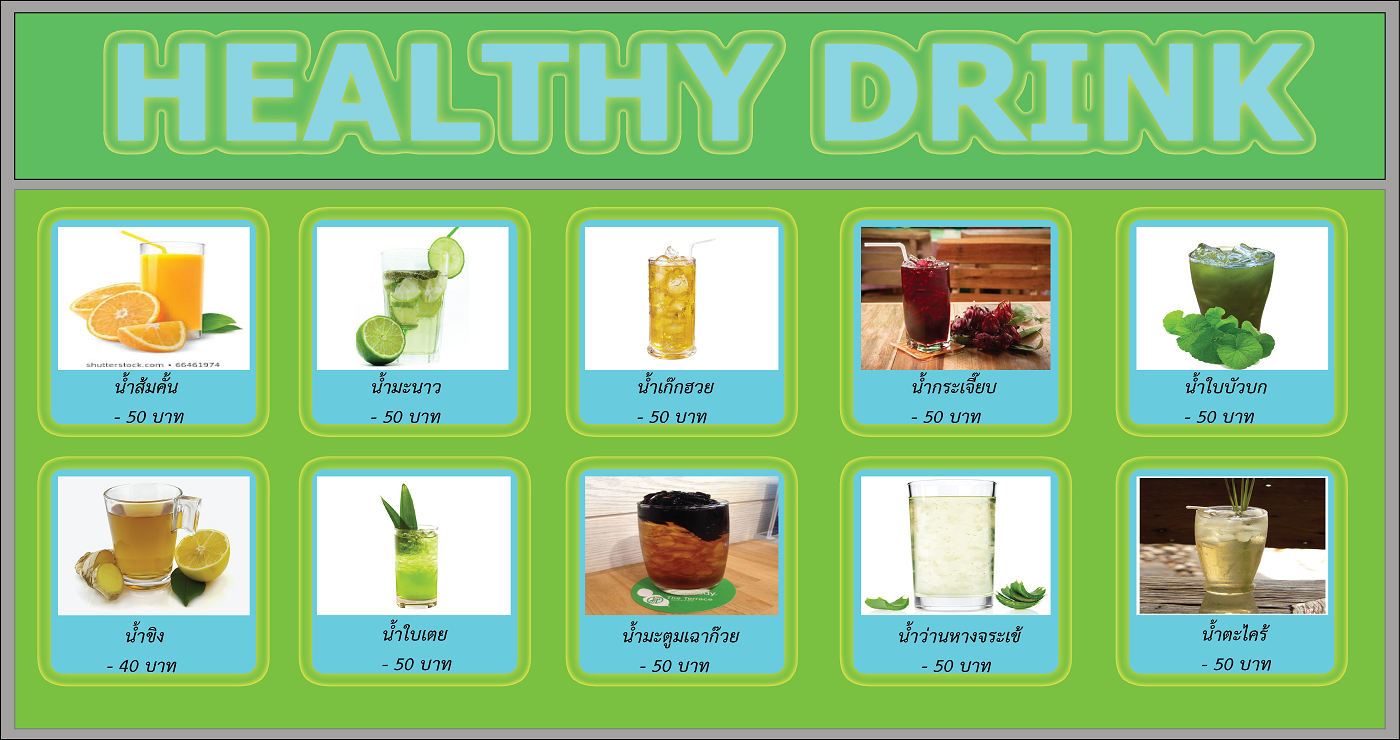 HEALTHY DRINK
shutterstock.com • 66461974
น้ำส้มคั้น
- 50 บาท
น้ำมะนาว
- 50 บาท
น้ำเก๊กฮวย
- 50 บาท
น้ำกระเจี๊ยบ
- 50 บาท
น้ำใบบัวบก
- 50 บาท
The Terrace
น้ำขิง
- 40 บาท
น้ำใบเตย
- 50 บาท
น้ำมะตูมเฉาก๊วย
- 50 บาท
น้ำว่านหางจระเข้
- 50 บาท
น้ำตะไคร้
- 50 บาท